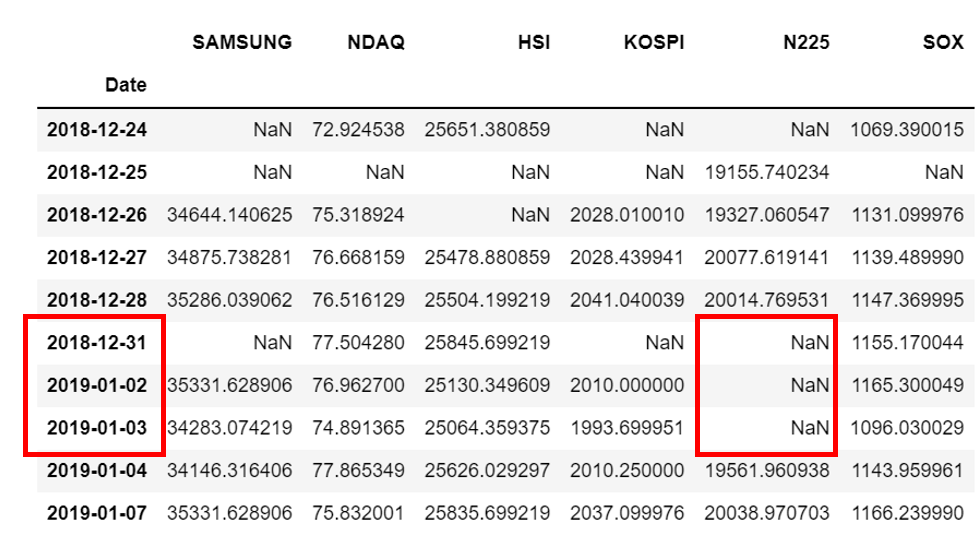 SAMSUNG NDAQ HSI KOSPI N225 SOX
Date
2018-12-24 NaN 72.924538 25651.380859 NaN NaN 1069.390015
2018-12-25 NaN NaN NaN NaN 19155.740234 NaN
2018-12-26 34644.140625 75.318924 NaN 2028.010010 19327.060547 1131.099976
2018-12-27 34875.738281 76.668159 25478.880859 2028.439941 20077.619141 1139.489990
2018-12-28 35286.039062 76.516129 25504.199219 2041.040039 20014.769531 1147.369995
2018-12-31 NaN 77.504280 25845.699219 NaN NaN 1155.170044
2019-01-02 35331.628906 76.962700 25130.349609 2010.000000 NaN 1165.300049
2019-01-03 34283.074219 74.891365 25064.359375 1993.699951 NaN 1096.030029
2019-01-04 34146.316406 77.865349 25626.029297 2010.250000 19561.960938 1143.959961
2019-01-07 35331.628906 75.832001 25835.699219 2037.099976 20038.970703 1166.239990